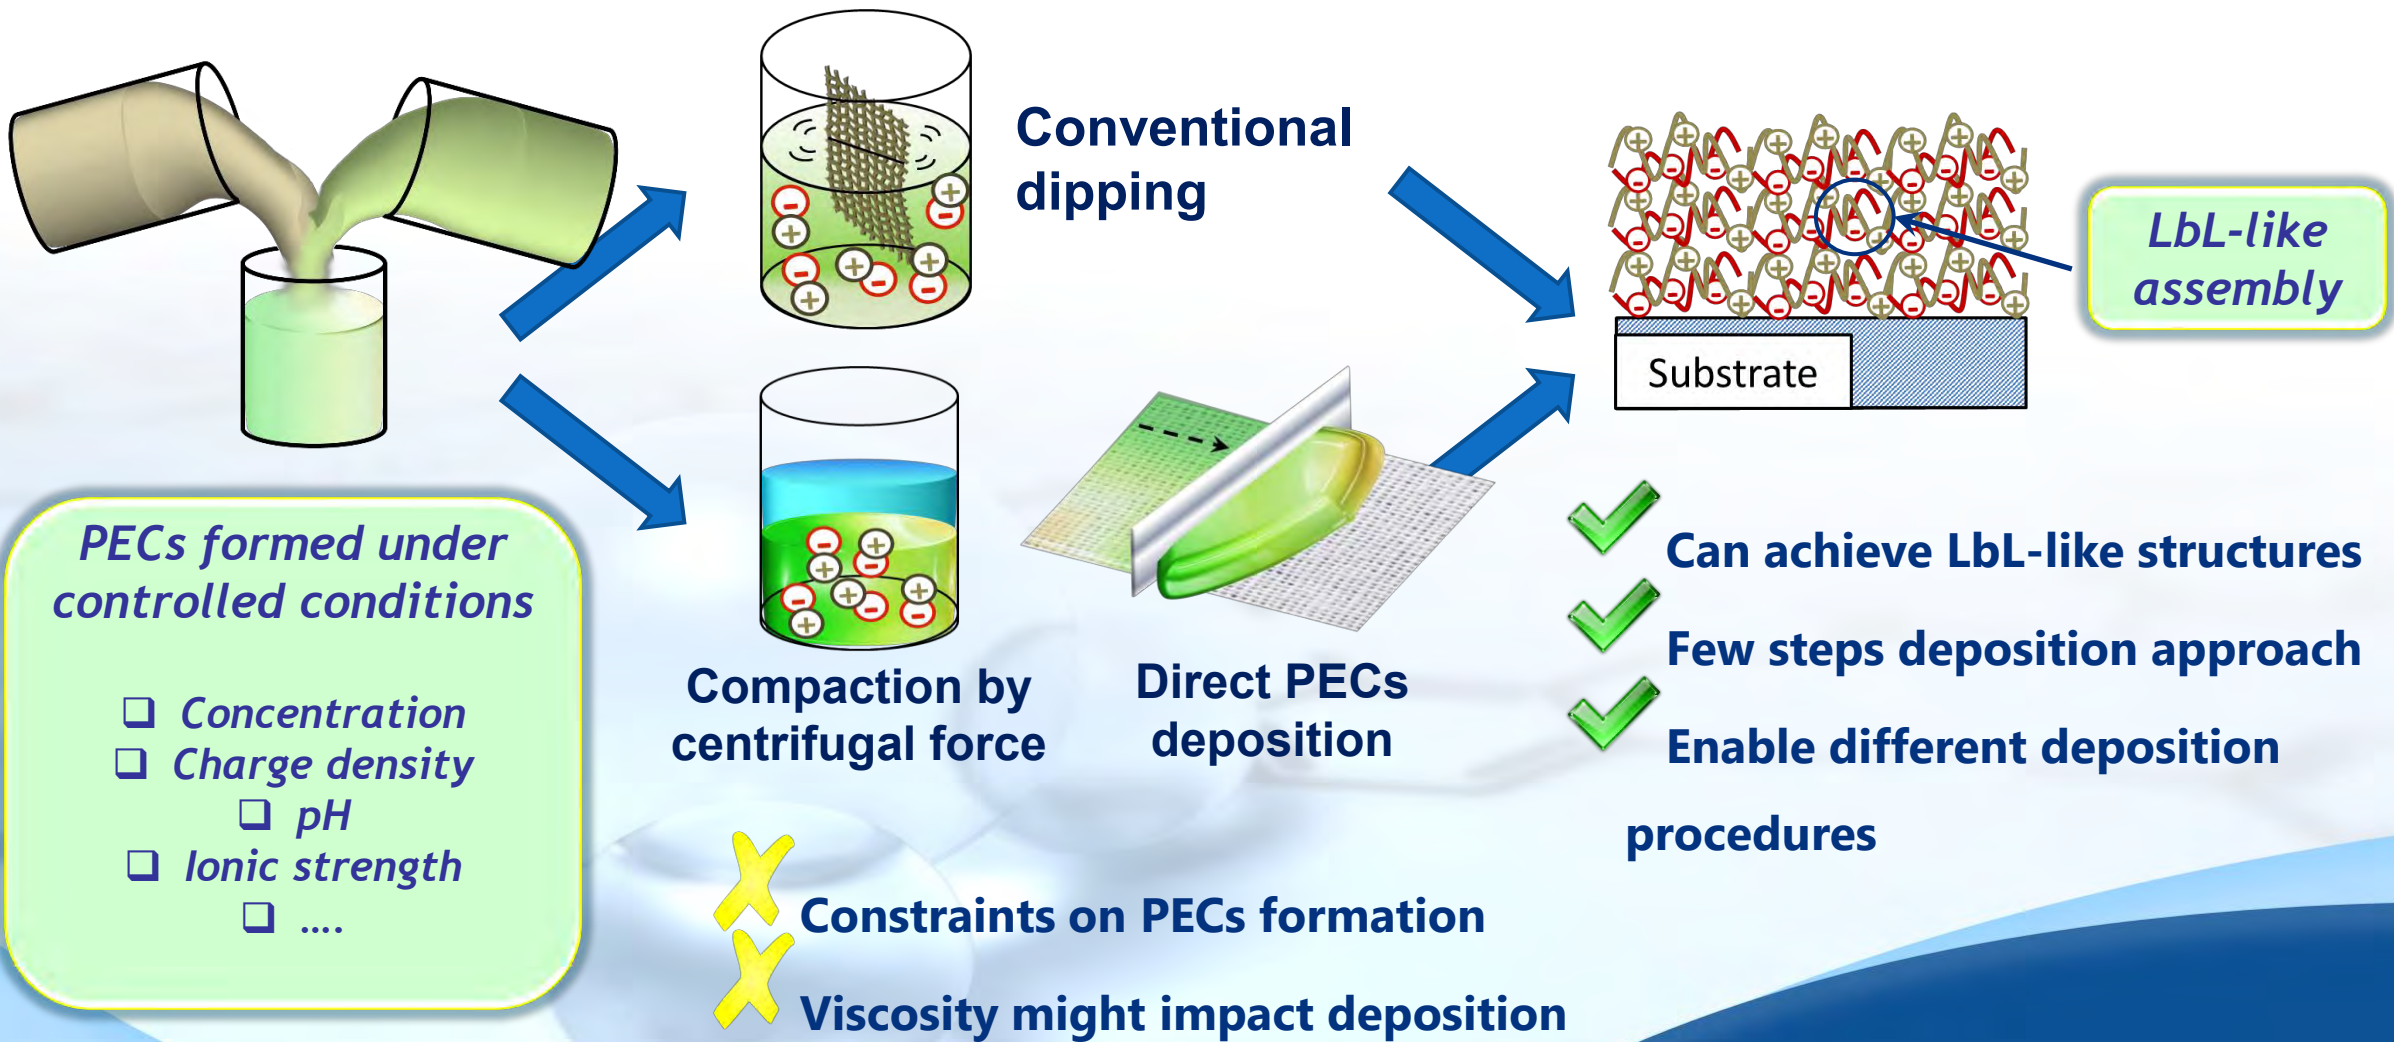 Conventional
dipping
LbL-like
assembly
Substrate
PECs formed under
controlled conditions
❑ Concentration
❑ Charge density
❑ pH
❑ Ionic strength
❑ ....
Compaction by
centrifugal force
Direct PECs
deposition
Can achieve LbL-like structures
Few steps deposition approach
Enable different deposition
procedures
Constraints on PECs formation
Viscosity might impact deposition